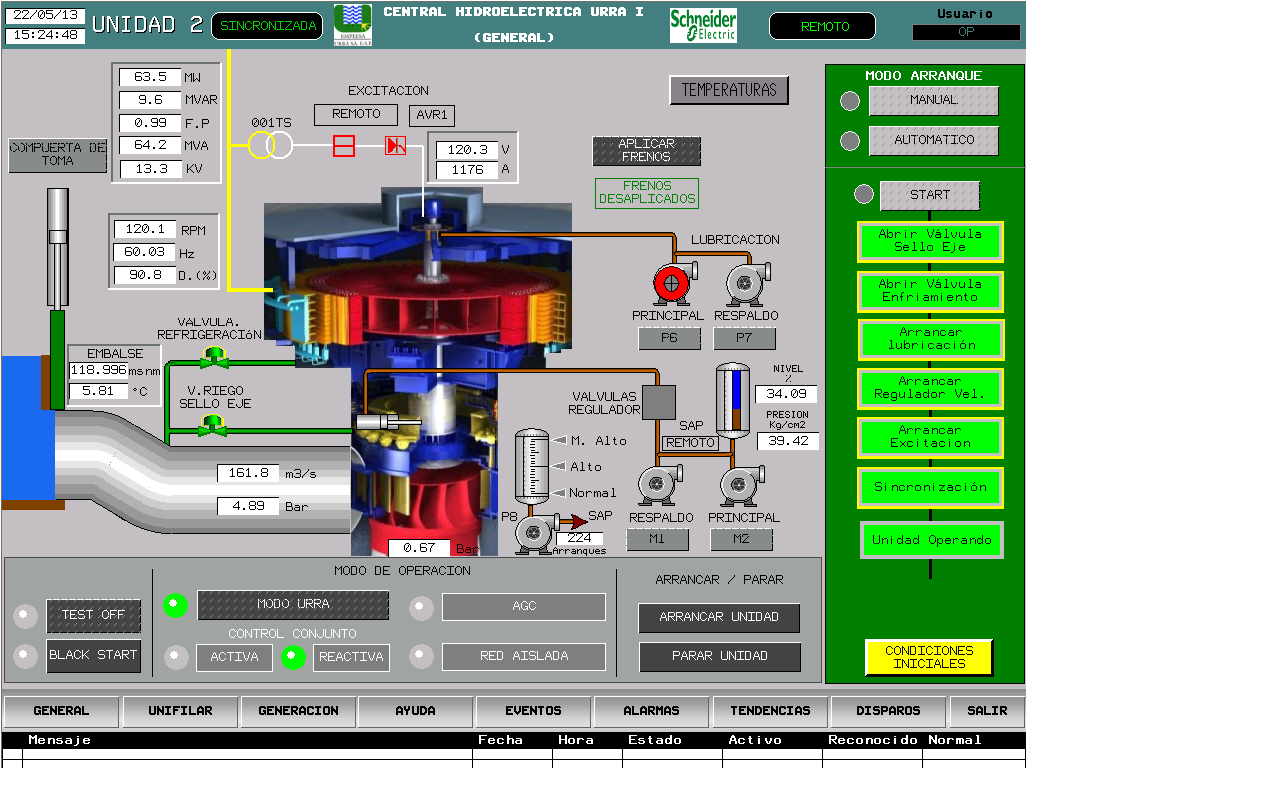 22/05/13
15:24:48
UNIDAD 2
SINCRONIZADA
EMPRESA
URRÁ S.A. E.S.P
CENTRAL HIDROELECTRICA URRA I
(GENERAL)
Schneider
Electric
REMOTO
Usuario
OP
63.5 MW
9.6 MVAR
0.99 F.P
64.2 MVA
13.3 KV
COMPUERTA DE
TOMA
EXCITACION
REMOTO
AVR1
001TS
120.3 V
1176 A
TEMPERATURAS
APLICAR
FRENOS
FRENOS
DESAPLICADOS
120.1 RPM
60.03 Hz
90.8 D.(%)
LUBRICACION
PRINCIPAL
RESPALDO
P6
P7
VALVULA.
REFRIGERACIóN
EMBALSE
118.996 msnm
5.81 °C
V.RIEGO
SELLO EJE
VALVULAS
REGULADOR
NIVEL
%
34.09
PRESION
Kg/cm2
39.42
SAP
REMOTO
M. Alto
Alto
Normal
161.8 m3/s
4.89 Bar
0.67 Bar
P8
SAP
224
Arranques
RESPALDO
PRINCIPAL
M1
M2
MODO ARRANQUE
MANUAL
AUTOMATICO
START
Abrir Válvula
Sello Eje
Abrir Válvula
Enfriamiento
Arrancar
lubricación
Arrancar
Regulador Vel.
Arrancar
Excitacion
Sincronización
Unidad Operando
CONDICIONES
INICIALES
MODO DE OPERACION
TEST OFF
BLACK START
MODO URRA
CONTROL CONJUNTO
ACTIVA
REACTIVA
AGC
RED AISLADA
ARRANCAR / PARAR
ARRANCAR UNIDAD
PARAR UNIDAD
GENERAL
UNIFILAR
GENERACION
AYUDA
EVENTOS
ALARMAS
TENDENCIAS
DISPAROS
SALIR
Mensaje Fecha Hora Estado Activo Reconocido Normal